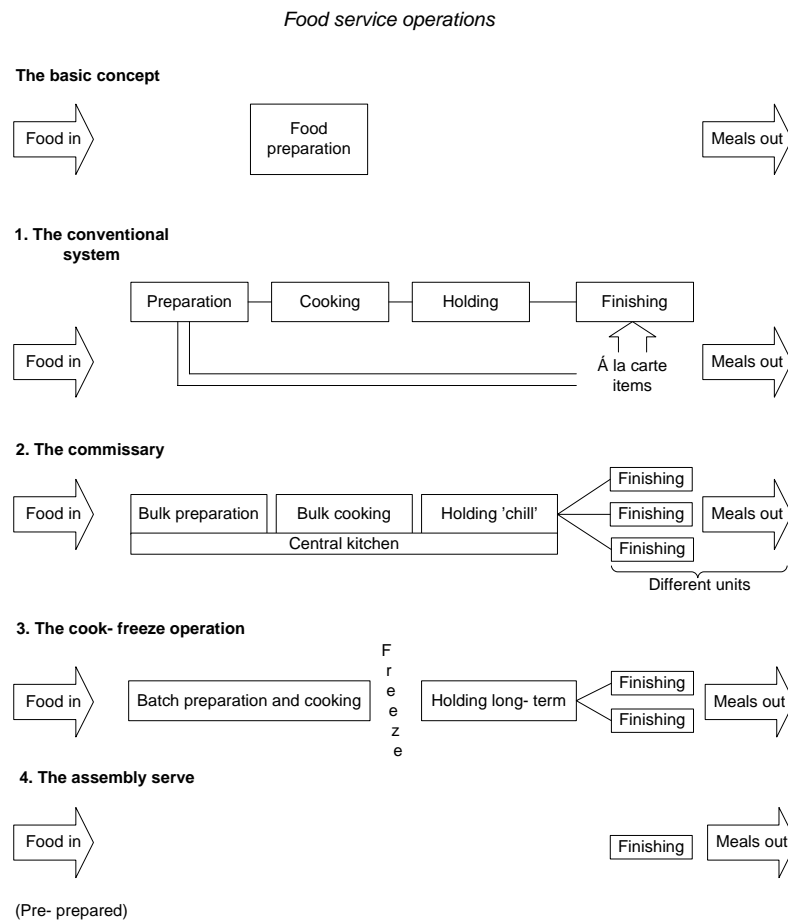 Food service operations
The basic concept
Food in
Food
preparation
Meals out
1. The conventional
system
Preparation
Cooking
Holding
Finishing
Food in
Á la carte
items
Meals out
2. The commissary
Food in
Bulk preparation
Bulk cooking
Holding 'chill'
Central kitchen
Finishing
Finishing
Finishing
Meals out
Different units
3. The cook- freeze operation
Food in
Batch preparation and cooking
F
r
e
e
z
e
Holding long- term
Finishing
Finishing
Meals out
4. The assembly serve
Food in
Finishing
Meals out
(Pre- prepared)